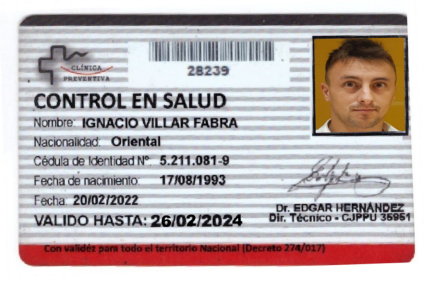 CLÍNICA
PREVENTIVA
28239
CONTROL EN SALUD
Nombre: IGNACIO VILLAR FABRA
Nacionalidad: Oriental
Cédula de Identidad Nº 5.211.081-9
Fecha de nacimiento: 17/08/1993
Fecha: 20/02/2022
VALIDO HASTA: 26/02/2024
Dr. EDGAR HERNÁNDEZ
Dir. Técnico - CJPPU 35951
Con validéz para todo el territorio Nacional (Decreto 274/017)